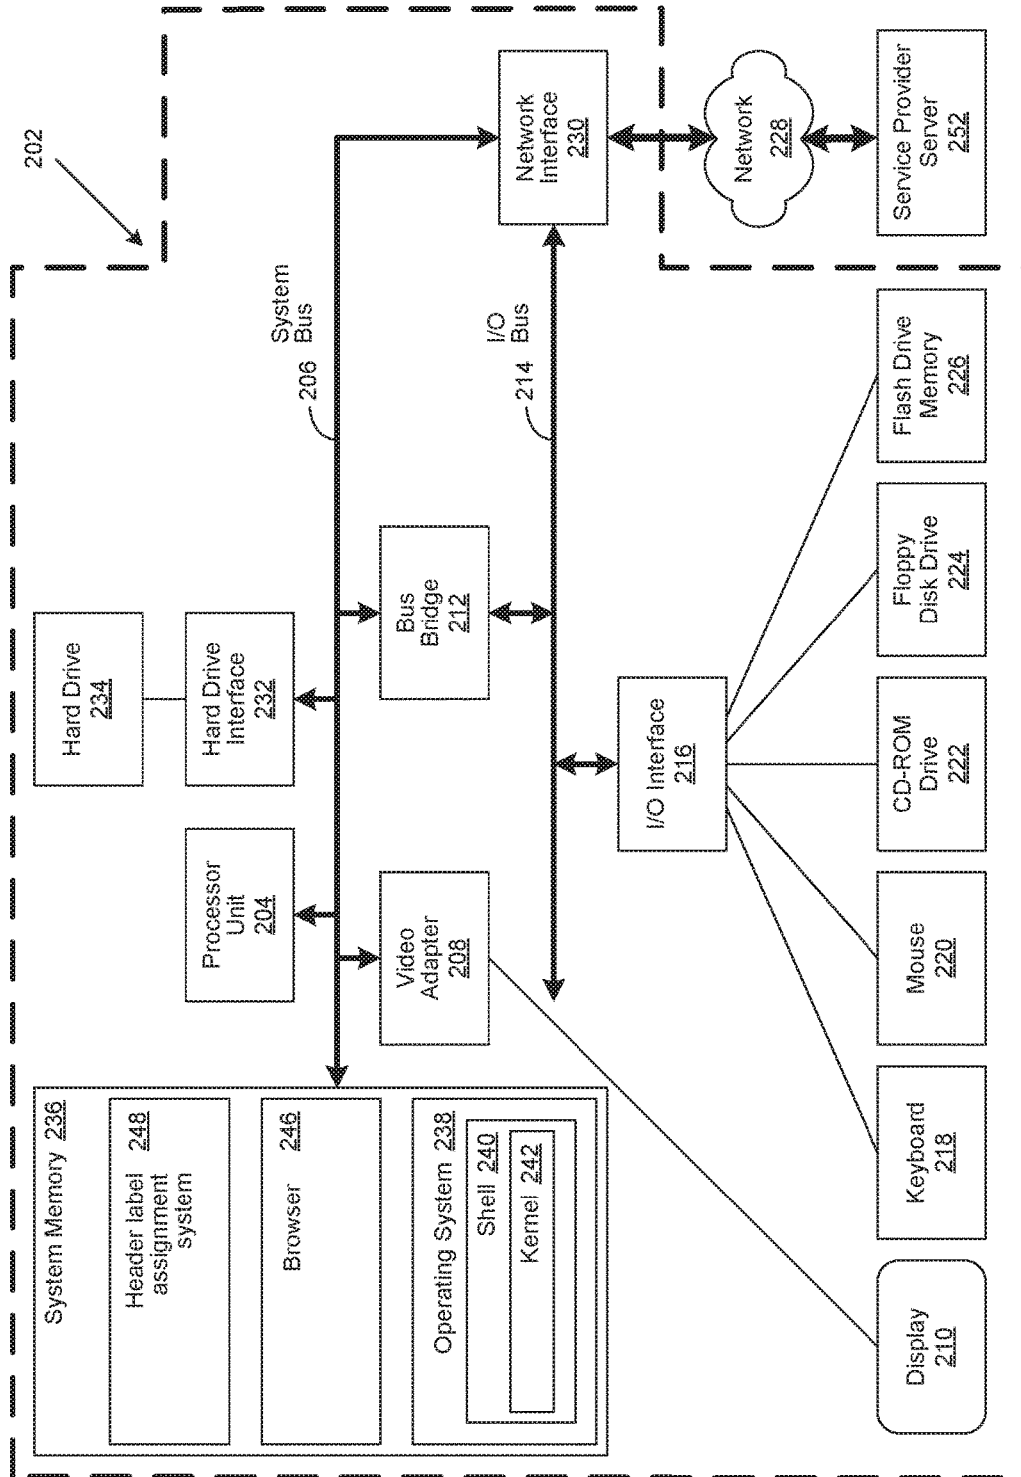 202
System Memory 236
Header label 248
assignment
system
Browser 246
Operating System 238
Shell 240
Kernel 242
Processor
Unit
204
Hard Drive
234
Hard Drive
Interface
232
System
Bus
206
Video
Adapter
208
Bus
Bridge
212
I/O
Bus
214
Network
Interface
230
I/O Interface
216
Network
228
Service Provider
Server
252
Display
210
Keyboard
218
Mouse
220
CD-ROM
Drive
222
Floppy
Disk Drive
224
Flash Drive
Memory
226